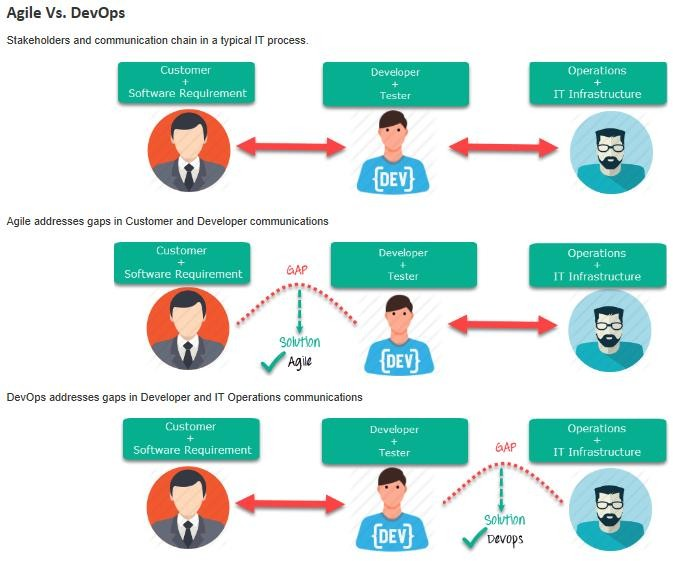 Agile Vs. DevOps
Stakeholders and communication chain in a typical IT process.
Customer
+
Software Requirement
Developer
+
Tester
Operations
+
IT Infrastructure
{DEV}
Agile addresses gaps in Customer and Developer communications
Customer
+
Software Requirement
GAP
Solution
Agile
Developer
+
Tester
Operations
+
IT Infrastructure
{DEV}
DevOps addresses gaps in Developer and IT Operations communications
Customer
+
Software Requirement
Developer
+
Tester
GAP
Solution
Devops
Operations
+
IT Infrastructure
{DEV}